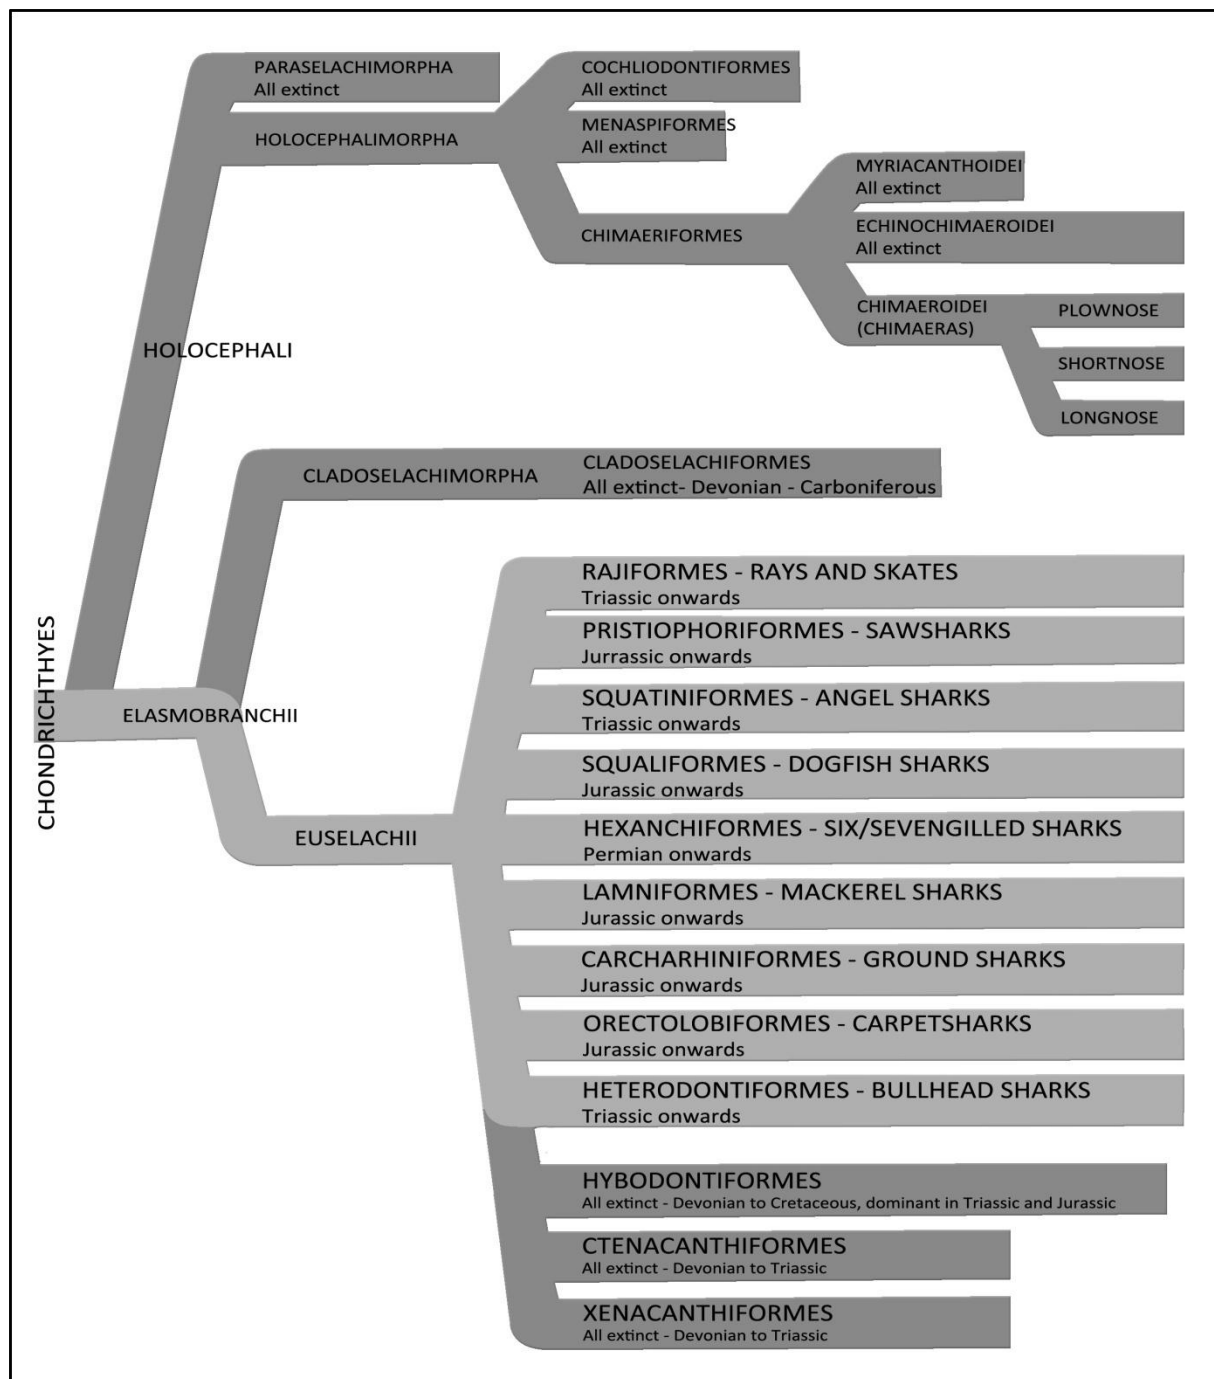 PARASELACHIMORPHA
All extinct
COCHLIODONTIFORMES
All extinct
HOLOCEPHALIMORPHA
MENASPIFORMES
All extinct
MYRIACANTHOIDEI
All extinct
CHIMAERIFORMES
ECHINOCHIMAEROIDEI
All extinct
CHIMAEROIDEI
(CHIMAERAS)
PLOWNOSE
SHORTNOSE
LONGNOSE
HOLOCEPHALI
CLADOSELACHIMORPHA
CLADOSELACHIFORMES
All extinct- Devonian - Carboniferous
CHONDRICHTHYES
ELASMOBRANCHII
EUSELACHII
RAJIFORMES - RAYS AND SKATES
Triassic onwards
PRISTIOPHORIFORMES - SAWSHARKS
Jurrassic onwards
SQUATINIFORMES - ANGEL SHARKS
Triassic onwards
SQUALIFORMES - DOGFISH SHARKS
Jurassic onwards
HEXANCHIFORMES - SIX/SEVENGILLED SHARKS
Permian onwards
LAMNIFORMES - MACKEREL SHARKS
Jurassic onwards
CARCHARHINIFORMES - GROUND SHARKS
Jurassic onwards
ORECTOLOBIFORMES - CARPETSHARKS
Jurassic onwards
HETERODONTIFORMES - BULLHEAD SHARKS
Triassic onwards
HYBODONTIFORMES
All extinct - Devonian to Cretaceous, dominant in Triassic and Jurassic
CTENACANTHIFORMES
All extinct - Devonian to Triassic
XENACANTHIFORMES
All extinct - Devonian to Triassic